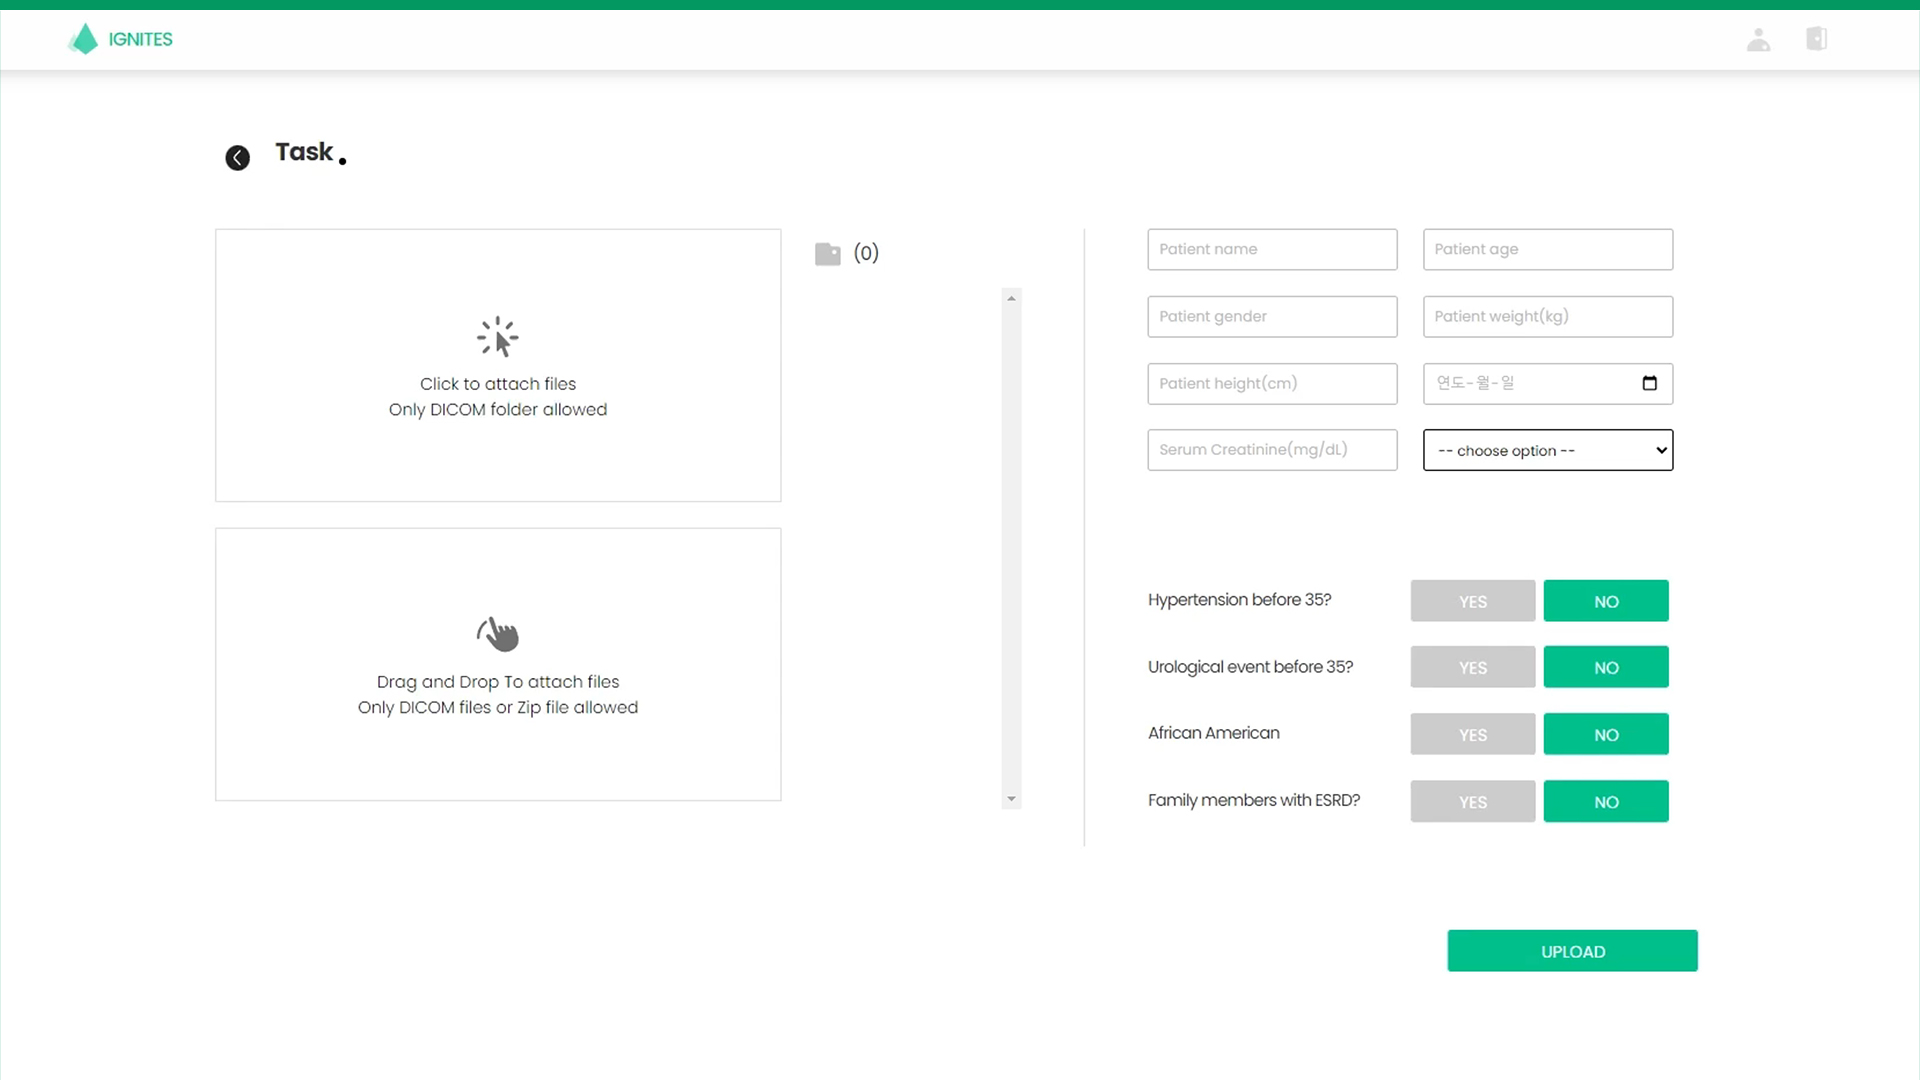 IGNITES
Task.
Click to attach files
Only DICOM folder allowed
Drag and Drop To attach files
Only DICOM files or Zip file allowed
(0)
Patient name
Patient age
Patient gender
Patient weight(kg)
Patient height(cm)
연도-월-일
Serum Creatinine(mg/dL)
-- choose option --
Hypertension before 35?
YES
NO
Urological event before 35?
YES
NO
African American
YES
NO
Family members with ESRD?
YES
NO
UPLOAD